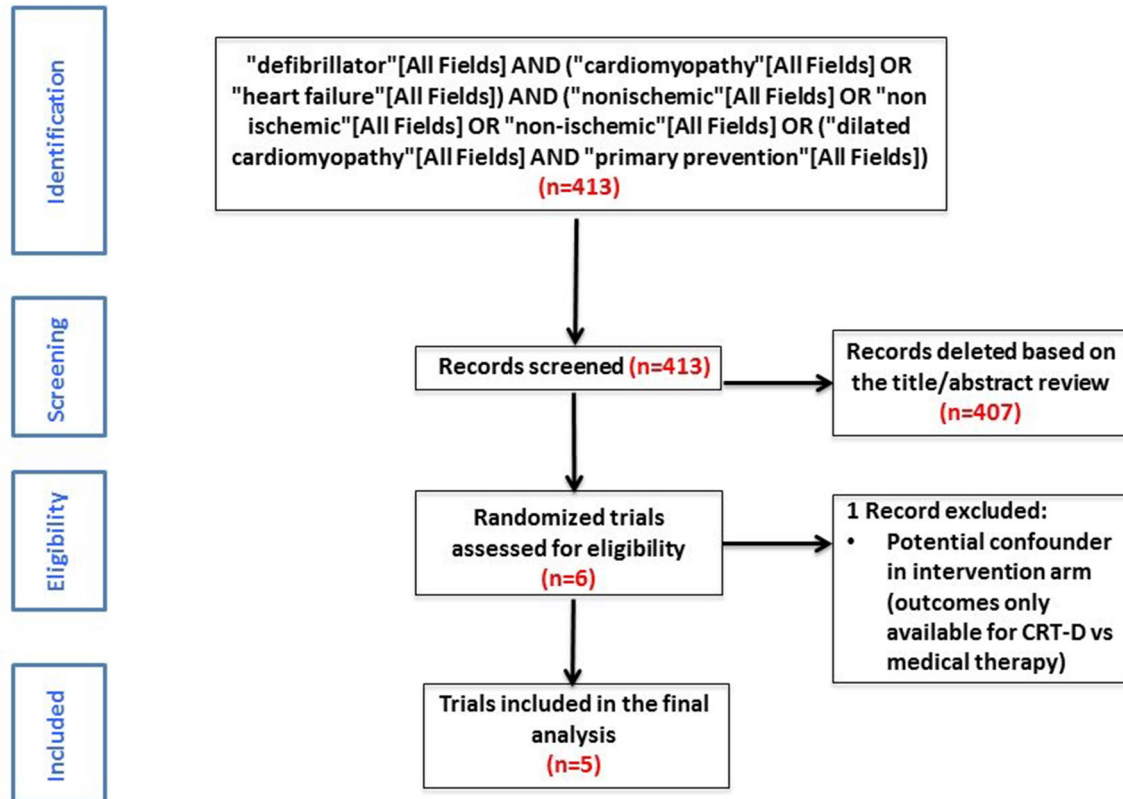 Identification
"defibrillator"[All Fields] AND ("cardiomyopathy"[All Fields] OR
"heart failure"[All Fields]) AND ("nonischemic"[All Fields] OR "non
ischemic"[All Fields] OR "non-ischemic"[All Fields] OR ("dilated
cardiomyopathy"[All Fields] AND "primary prevention"[All Fields])
(n=413)
Screening
Records screened (n=413)
Records deleted based on
the title/abstract review
(n=407)
Eligibility
Randomized trials
assessed for eligibility
(n=6)
1 Record excluded:
• Potential confounder
in intervention arm
(outcomes only
available for CRT-D vs
medical therapy)
Included
Trials included in the final
analysis
(n=5)